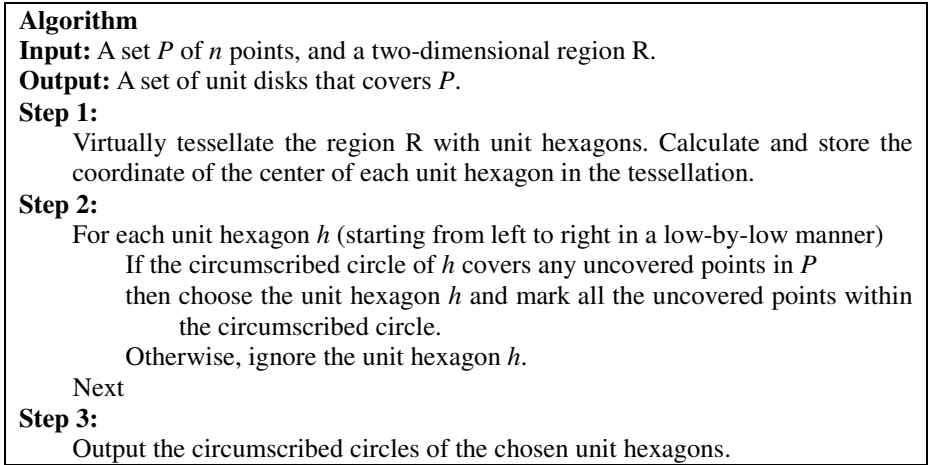 Algorithm
Input: A set P of n points, and a two-dimensional region R.
Output: A set of unit disks that covers P.
Step 1:
Virtually tessellate the region R with unit hexagons. Calculate and store the
coordinate of the center of each unit hexagon in the tessellation.
Step 2:
For each unit hexagon h (starting from left to right in a low-by-low manner)
If the circumscribed circle of h covers any uncovered points in P
then choose the unit hexagon h and mark all the uncovered points within
the circumscribed circle.
Otherwise, ignore the unit hexagon h.
Next
Step 3:
Output the circumscribed circles of the chosen unit hexagons.